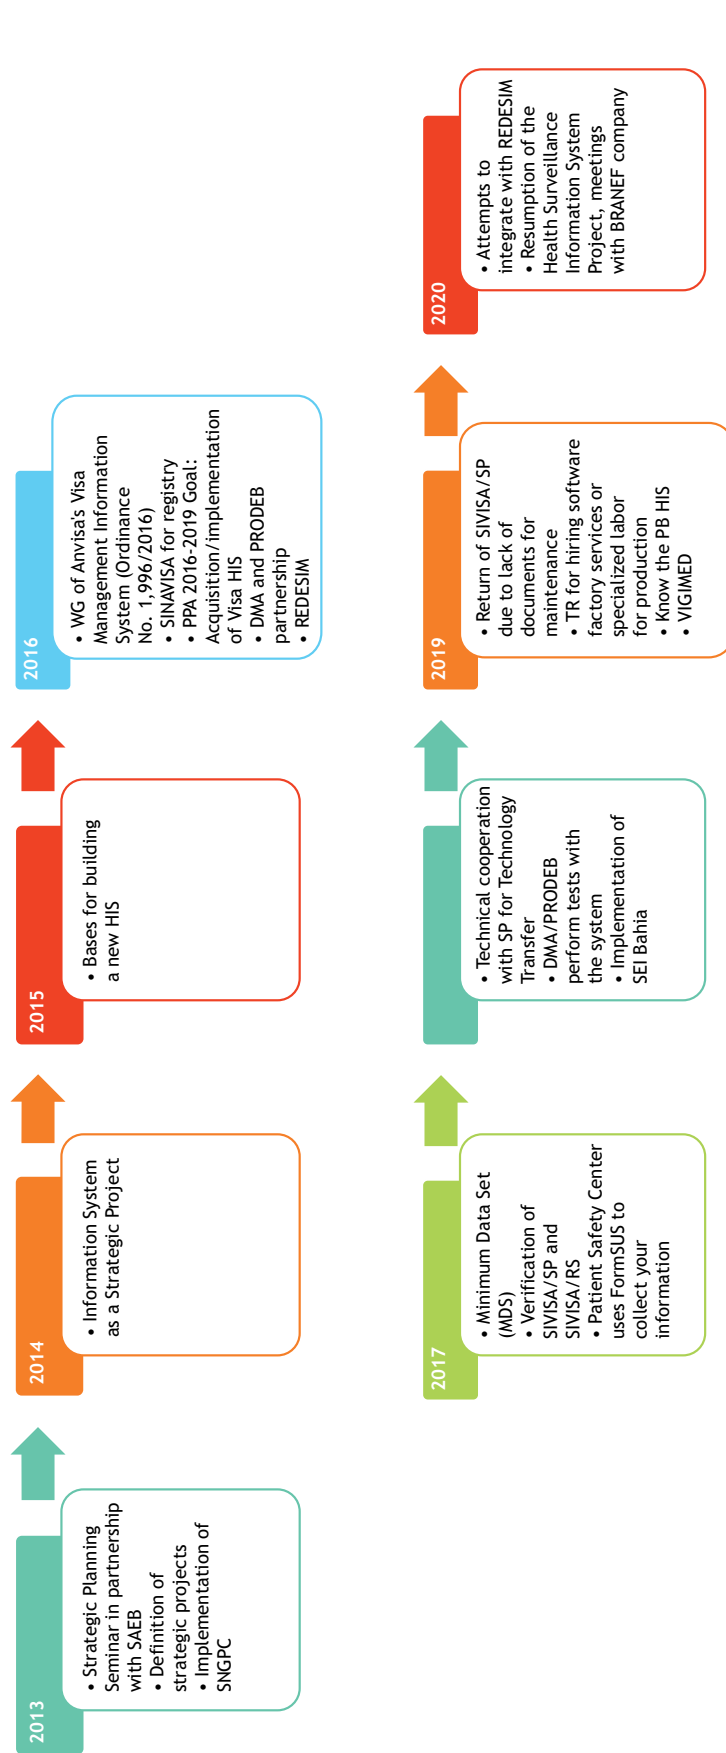 2013
• Strategic Planning
Seminar in partnership
with SAEB
• Definition of
strategic projects
• Implementation of
SNGPC
2014
• Information System
as a Strategic Project
2015
• Bases for building
a new HIS
2016
• WG of Anvisa's Visa
Management Information
System (Ordinance
No. 1,996/2016)
• SINAVISA for registry
• PPA 2016-2019 Goal:
Acquisition/implementation
of Visa HIS
• DMA and PRODEB
partnership
• REDESIM
2017
• Minimum Data Set
(MDS)
• Verification of
SIVISA/SP and
SIVISA/RS
• Patient Safety Center
uses FormSUS to
collect your
information
• Technical cooperation
with SP for Technology
Transfer
• DMA/PRODEB
perform tests with
the system
• Implementation of
SEI Bahia
2019
• Return of SIVISA/SP
due to lack of
documents for
maintenance
• TR for hiring software
factory services or
specialized labor
for production
• Know the PB HIS
• VIGIMED
2020
• Attempts to
integrate with REDESIM
• Resumption of the
Health Surveillance
Information System
Project, meetings
with BRANEF company